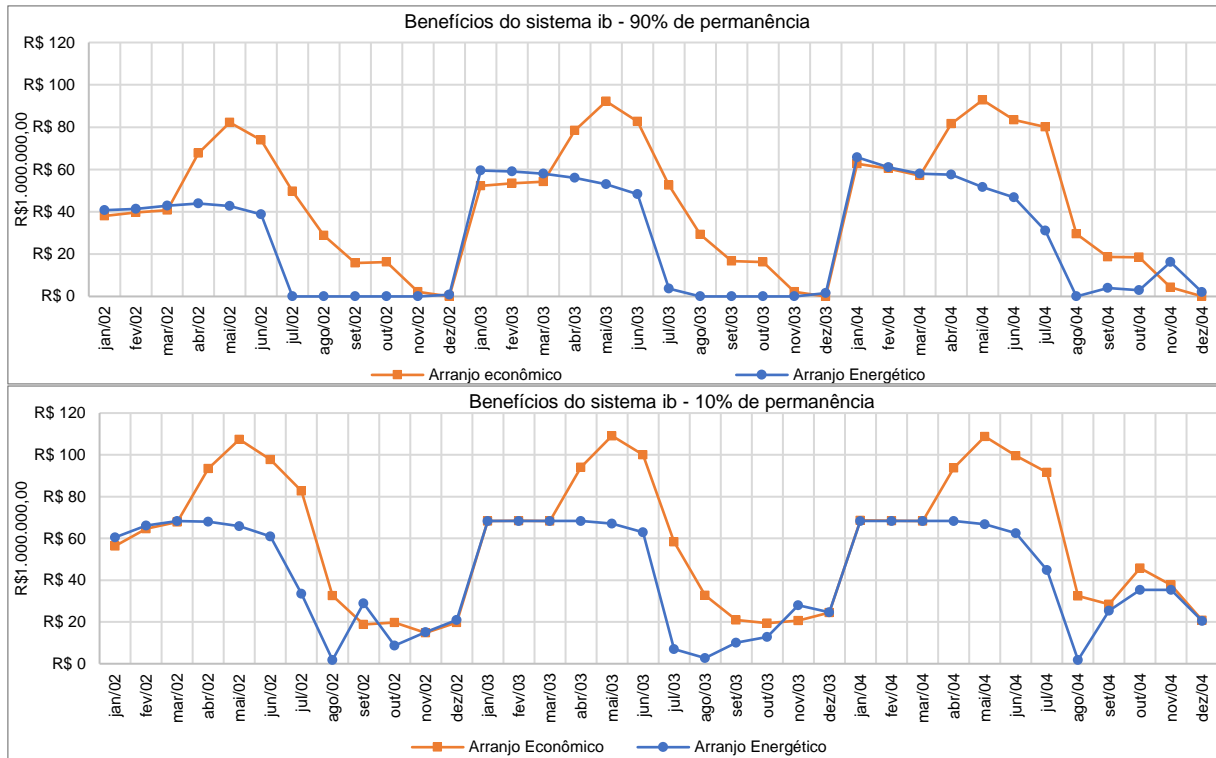 Benefícios do sistema ib - 90% de permanência
R$1.000.000,00
R$ 120
R$ 100
R$ 80
R$ 60
R$ 40
R$ 20
R$ 0
jan/02 fev/02 mar/02 abr/02 mai/02 jun/02 jul/02 ago/02 set/02 out/02 nov/02 dez/02 jan/03 fev/03 mar/03 abr/03 mai/03 jun/03 jul/03 ago/03 set/03 out/03 nov/03 dez/03 jan/04 fev/04 mar/04 abr/04 mai/04 jun/04 jul/04 ago/04 set/04 out/04 nov/04 dez/04
Arranjo econômico Arranjo Energético
Benefícios do sistema ib - 10% de permanência
R$1.000.000,00
R$ 120
R$ 100
R$ 80
R$ 60
R$ 40
R$ 20
R$ 0
jan/02 fev/02 mar/02 abr/02 mai/02 jun/02 jul/02 ago/02 set/02 out/02 nov/02 dez/02 jan/03 fev/03 mar/03 abr/03 mai/03 jun/03 jul/03 ago/03 set/03 out/03 nov/03 dez/03 jan/04 fev/04 mar/04 abr/04 mai/04 jun/04 jul/04 ago/04 set/04 out/04 nov/04 dez/04
Arranjo Econômico Arranjo Energético